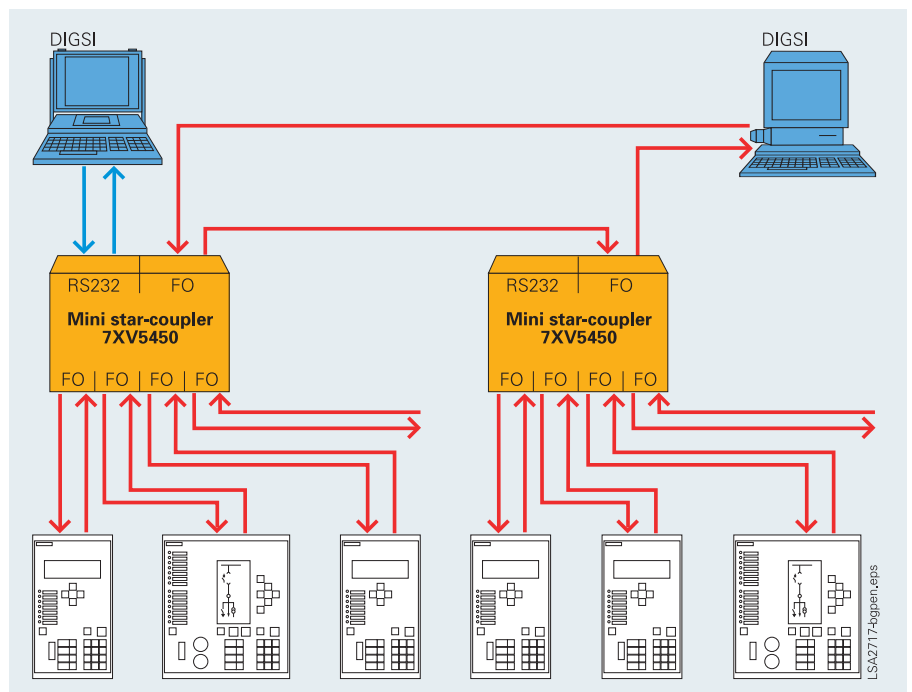 DIGSI
DIGSI
RS232 FO
Mini star-coupler
7XV5450
FO FO FO FO
RS232 FO
Mini star-coupler
7XV5450
FO FO FO FO
LSA2717-bgpen.eps